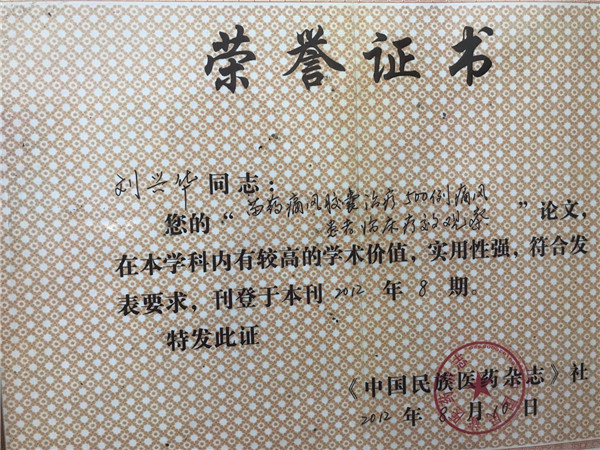 荣誉证书
刘兴华同志：
您的“苗药痛风胶囊治疗500例痛风
患者临床疗效观察”论文，
在本学科内有较高的学术价值，实用性强，符合发
表要求，刊登于本刊2012年8期。
特发此证
《中国民族医药杂志》社
2012年8月10日